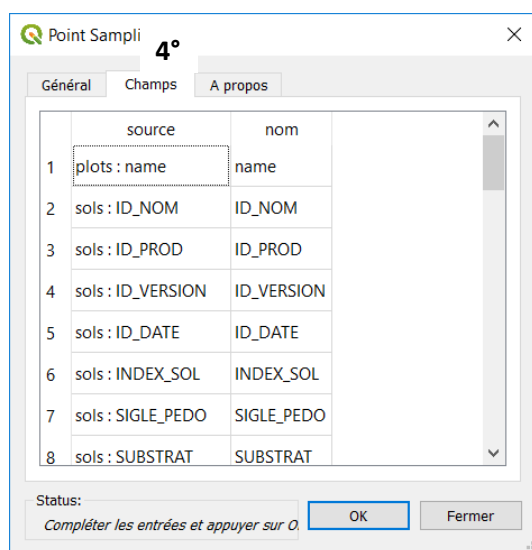 Point Sampli
4°
Général Champs A propos
source nom
1 plots : name name
2 sols : ID_NOM ID_NOM
3 sols : ID_PROD ID_PROD
4 sols : ID_VERSION ID_VERSION
5 sols : ID_DATE ID_DATE
6 sols : INDEX_SOL INDEX_SOL
7 sols : SIGLE_PEDO SIGLE_PEDO
8 sols : SUBSTRAT SUBSTRAT
Status:
Compléter les entrées et appuyer sur O
OK Fermer